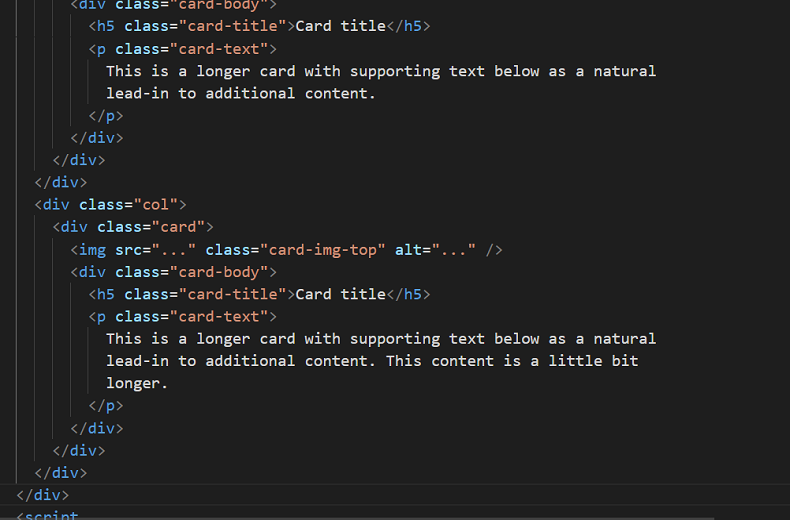 <div class="card-body">
<h5 class="card-title">Card title</h5>
<p class="card-text">
This is a longer card with supporting text below as a natural
lead-in to additional content.
</p>
</div>
</div>
</div>
<div class="col">
<div class="card">
<img src="..." class="card-img-top" alt="..." />
<div class="card-body">
<h5 class="card-title">Card title</h5>
<p class="card-text">
This is a longer card with supporting text below as a natural
lead-in to additional content. This content is a little bit
longer.
</p>
</div>
</div>
</div>
</div>
<script